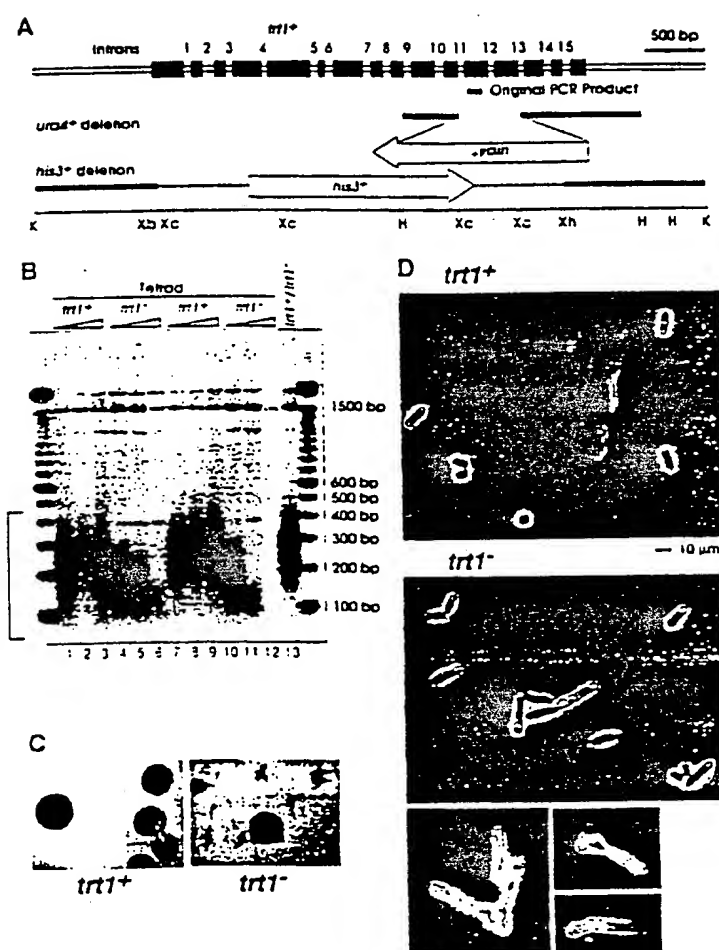 A
trt1+
500 bp
Introns 1 2 3 4 5 6 7 8 9 10 11 12 13 14 15
Original PCR Product
ura4+ deletion
ura4+
his3+ deletion
his3+
K Xb Xc Xc H Xc Xc Xh H H K
B
Tetrad
trt1+ trt1- trt1+ trt1- trt1+/trt1-
1500 bp
600 bp
500 bp
400 bp
300 bp
200 bp
100 bp
1 2 3 4 5 6 7 8 9 10 11 12 13
C
trt1+ trt1-
D
trt1+
10 µm
trt1-